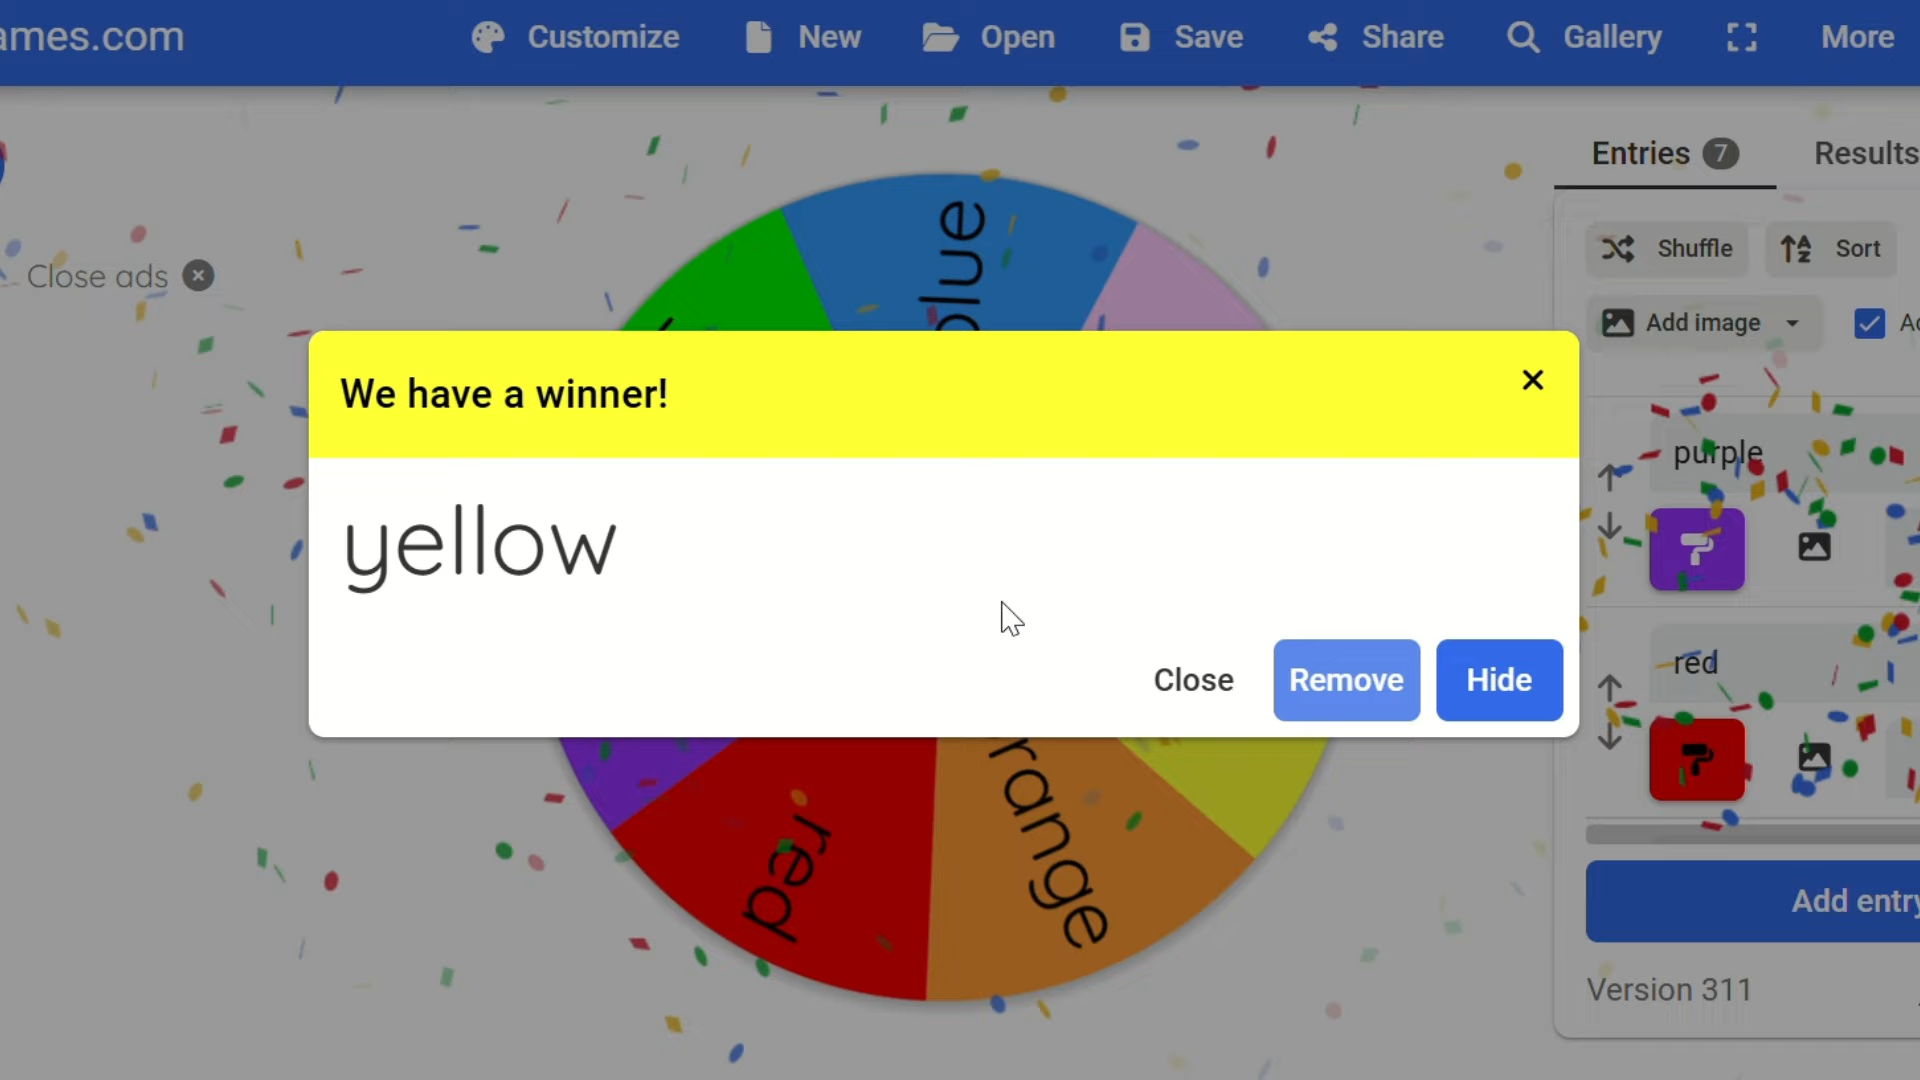 ames.com
Customize
New
Open
Save
Share
Gallery
More
Entries 7
Results
Close ads
Shuffle
Sort
Add image
blue
We have a winner!
yellow
Close
Remove
Hide
purple
red
range
red
Add entry
Version 311